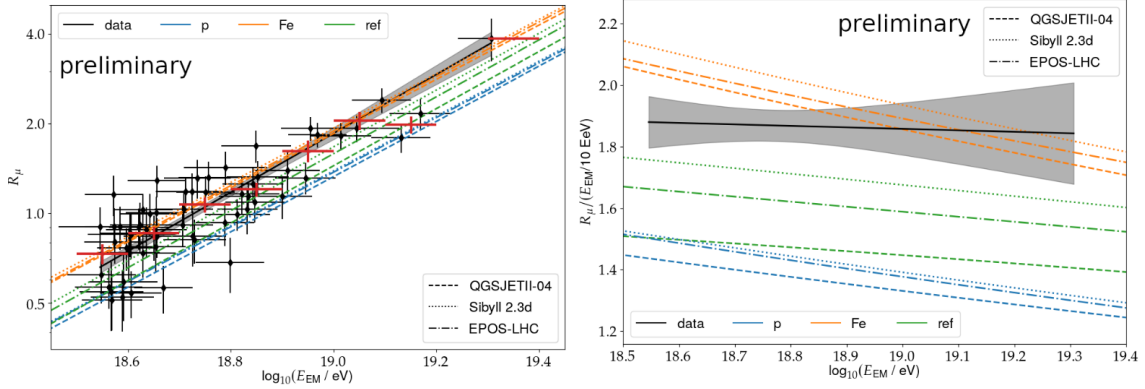 data p Fe ref
preliminary
4.0
2.0
1.0
0.5
R_μ
QGSJETII-04
Sibyll 2.3d
EPOS-LHC
18.6 18.8 19.0 19.2 19.4
log₁₀(E_EM / eV)
preliminary
QGSJETII-04
Sibyll 2.3d
EPOS-LHC
2.2
2.0
1.8
1.6
1.4
1.2
R_μ/(E_EM/10 EeV)
data p Fe ref
18.5 18.6 18.7 18.8 18.9 19.0 19.1 19.2 19.3 19.4
log₁₀(E_EM / eV)